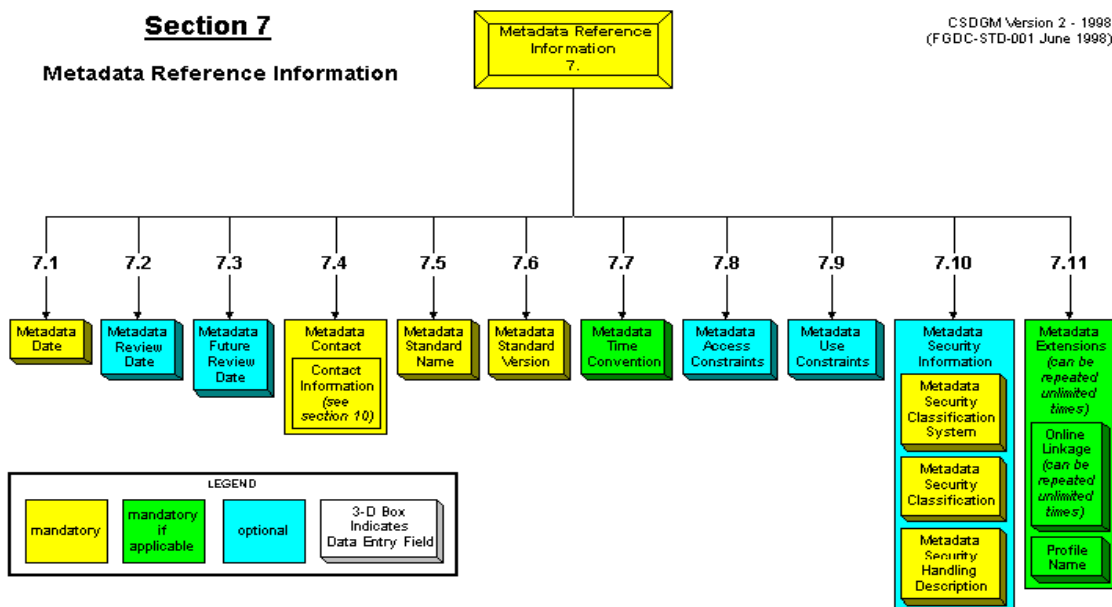 Section 7
Metadata Reference Information
Metadata Reference
Information
7.
CSDGM Version 2 - 1998
(FGDC-STD-001 June 1998)
7.1
7.2
7.3
7.4
7.5
7.6
7.7
7.8
7.9
7.10
7.11
Metadata
Date
Metadata
Review
Date
Metadata
Future
Review
Date
Metadata
Contact
Contact
Information
(see
section 10)
Metadata
Standard
Name
Metadata
Standard
Version
Metadata
Time
Convention
Metadata
Access
Constraints
Metadata
Use
Constraints
Metadata
Security
Information
Metadata
Security
Classification
System
Metadata
Security
Classification
Metadata
Security
Handling
Description
Metadata
Extensions
(can be
repeated
unlimited
times)
Online
Linkage
(can be
repeated
unlimited
times)
Profile
Name
LEGEND
mandatory
mandatory
if
applicable
optional
3-D Box
Indicates
Data Entry Field